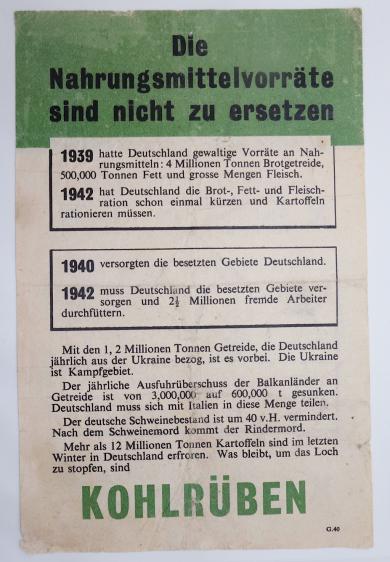 Die
Nahrungsmittelvorräte
sind nicht zu ersetzen
1939 hatte Deutschland gewaltige Vorräte an Nah-
rungsmitteln: 4 Millionen Tonnen Brotgetreide,
500,000 Tonnen Fett und grosse Mengen Fleisch.
1942 hat Deutschland die Brot-, Fett- und Fleisch-
ration schon einmal kürzen und Kartoffeln
rationieren müssen.
1940 versorgten die besetzten Gebiete Deutschland.
1942 muss Deutschland die besetzten Gebiete ver-
sorgen und 2½ Millionen fremde Arbeiter
durchfüttern.
Mit den 1, 2 Millionen Tonnen Getreide, die Deutschland
jährlich aus der Ukraine bezog, ist es vorbei. Die Ukraine
ist Kampfgebiet.
Der jährliche Ausfuhrüberschuss der Balkanländer an
Getreide ist von 3,000,000 auf 600,000 t gesunken.
Deutschland muss sich mit Italien in diese Menge teilen.
Der deutsche Schweinebestand ist um 40 v.H. vermindert.
Nach dem Schweinemord kommt der Rindermord.
Mehr als 12 Millionen Tonnen Kartoffeln sind im letzten
Winter in Deutschland erfroren. Was bleibt, um das Loch
zu stopfen, sind
KOHLRÜBEN
G.40